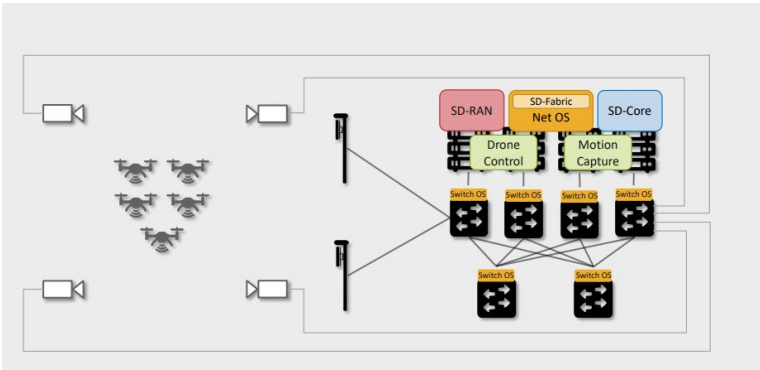 SD-RAN
SD-Fabric
Net OS
SD-Core
Drone
Control
Motion
Capture
Switch OS
Switch OS
Switch OS
Switch OS
Switch OS
Switch OS